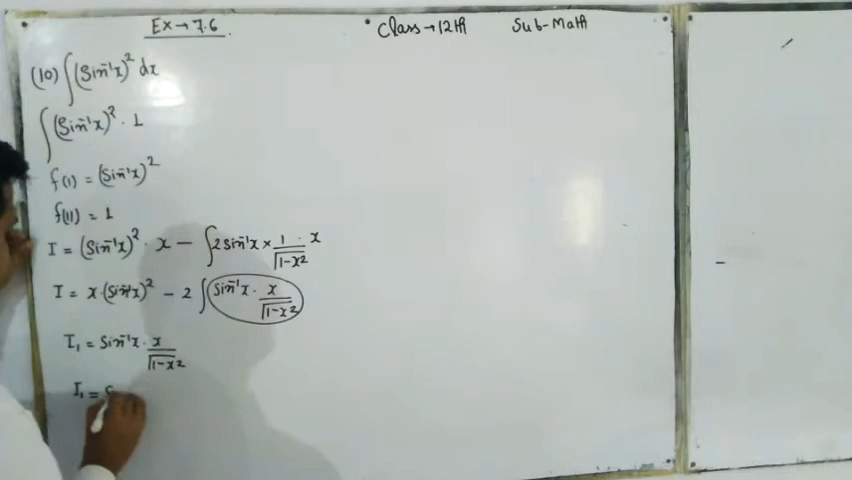 Ex→7.6
• Class→12th Sub-Math
(10) ∫(Sin⁻¹x)² dx
∫(Sin⁻¹x)² · 1
f(I) = (Sin⁻¹x)²
f(II) = 1
I = (Sin⁻¹x)² · x − ∫2 Sin⁻¹x × 1/√1-x² · x
I = x·(Sin⁻¹x)² − 2 ∫ Sin⁻¹x · x/√1-x²
I₁ = Sin⁻¹x · x/√1-x²
I₁ = S